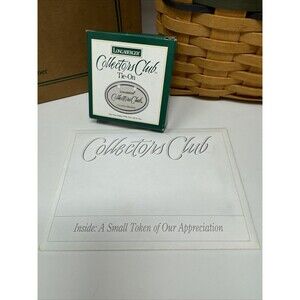 LONGABERGER
Collectors Club
Tie-On
Collectors Club
Collectors Club
Inside: A Small Token of Our Appreciation